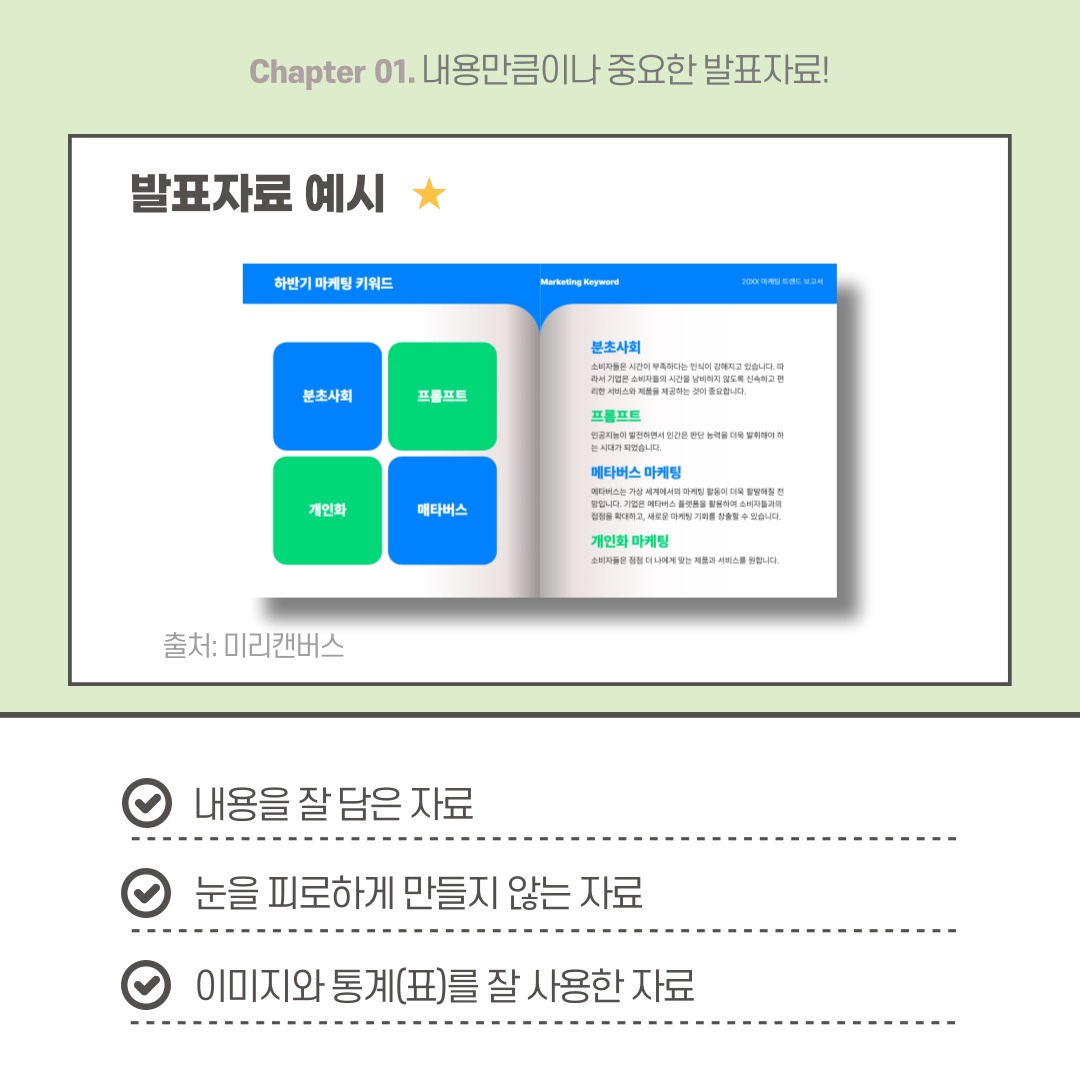 Chapter 01. 내용만큼이나 중요한 발표자료!
발표자료 예시
하반기 마케팅 키워드
Marketing Keyword
20XX 마케팅 트렌드 보고서
분초사회
프롬프트
개인화
매타버스
분초사회
소비자들은 시간이 부족하다는 인식이 강해지고 있습니다. 따
라서 기업은 소비자들의 시간을 낭비하지 않도록 신속하고 편
리한 서비스와 제품을 제공하는 것이 중요합니다.
프롬프트
인공지능이 발전하면서 인간은 판단 능력을 더욱 발휘해야 하
는 시대가 되었습니다.
메타버스 마케팅
메타버스는 가상 세계에서의 마케팅 활동이 더욱 활발해질 전
망입니다. 기업은 메타버스 플랫폼을 활용하여 소비자들과의
접점을 확대하고, 새로운 마케팅 기회를 창출할 수 있습니다.
개인화 마케팅
소비자들은 점점 더 나에게 맞는 제품과 서비스를 원합니다.
출처: 미리캔버스
내용을 잘 담은 자료
눈을 피로하게 만들지 않는 자료
이미지와 통계(표)를 잘 사용한 자료